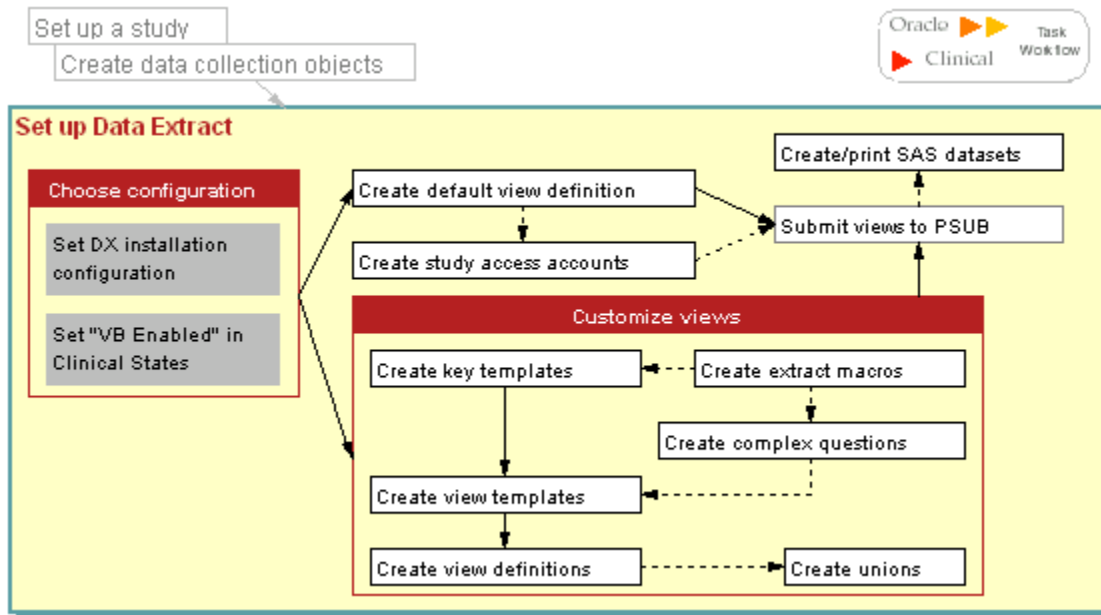 Set up a study
Create data collection objects
Oracle
Clinical
Task
Workflow
Set up Data Extract
Choose configuration
Set DX installation
configuration
Set "VB Enabled" in
Clinical States
Create default view definition
Create study access accounts
Create/print SAS datasets
Submit views to PSUB
Customize views
Create key templates
Create extract macros
Create complex questions
Create view templates
Create view definitions
Create unions